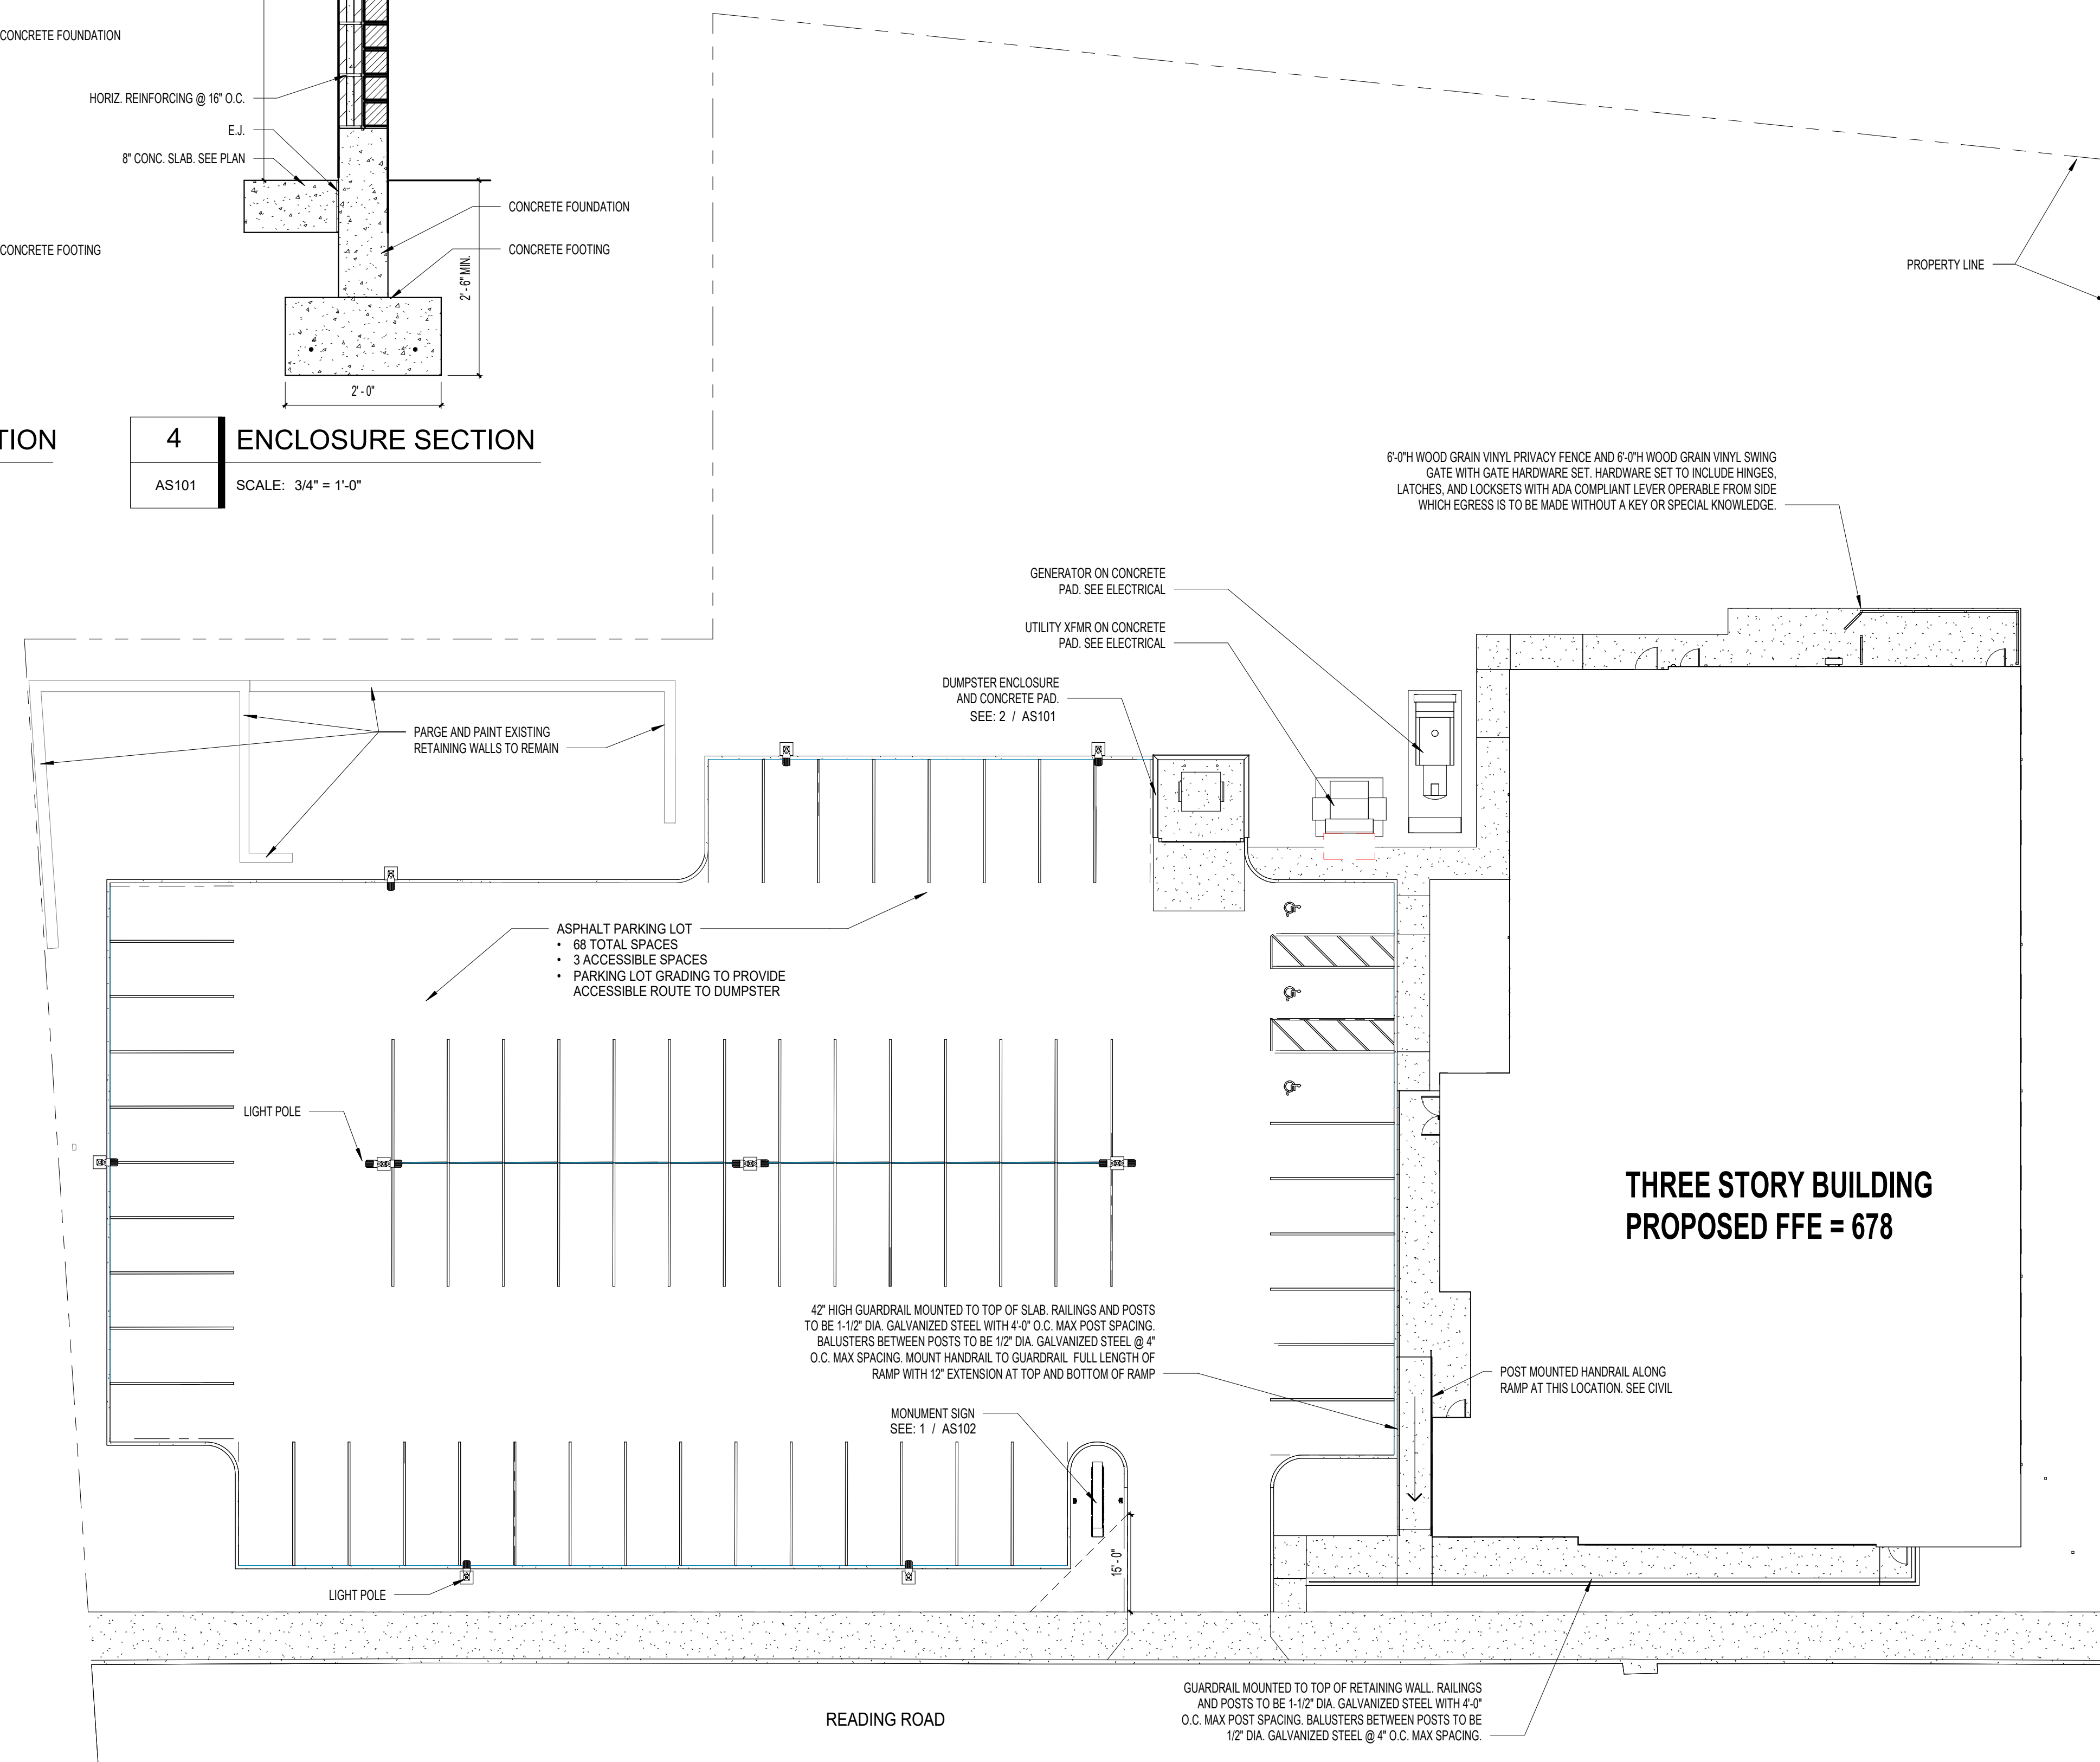 CONCRETE FOUNDATION
HORIZ. REINFORCING @ 16" O.C.
E.J.
8" CONC. SLAB. SEE PLAN
CONCRETE FOUNDATION
CONCRETE FOOTING
CONCRETE FOOTING
2' - 6" MIN.
2' - 0"
TION
4
ENCLOSURE SECTION
AS101
SCALE: 3/4" = 1'-0"
PROPERTY LINE
6'-0"H WOOD GRAIN VINYL PRIVACY FENCE AND 6'-0"H WOOD GRAIN VINYL SWING
GATE WITH GATE HARDWARE SET. HARDWARE SET TO INCLUDE HINGES,
LATCHES, AND LOCKSETS WITH ADA COMPLIANT LEVER OPERABLE FROM SIDE
WHICH EGRESS IS TO BE MADE WITHOUT A KEY OR SPECIAL KNOWLEDGE.
GENERATOR ON CONCRETE
PAD. SEE ELECTRICAL
UTILITY XFMR ON CONCRETE
PAD. SEE ELECTRICAL
DUMPSTER ENCLOSURE
AND CONCRETE PAD.
SEE: 2 / AS101
PARGE AND PAINT EXISTING
RETAINING WALLS TO REMAIN
ASPHALT PARKING LOT
• 68 TOTAL SPACES
• 3 ACCESSIBLE SPACES
• PARKING LOT GRADING TO PROVIDE
ACCESSIBLE ROUTE TO DUMPSTER
LIGHT POLE
THREE STORY BUILDING
PROPOSED FFE = 678
42" HIGH GUARDRAIL MOUNTED TO TOP OF SLAB. RAILINGS AND POSTS
TO BE 1-1/2" DIA. GALVANIZED STEEL WITH 4'-0" O.C. MAX POST SPACING.
BALUSTERS BETWEEN POSTS TO BE 1/2" DIA. GALVANIZED STEEL @ 4"
O.C. MAX SPACING. MOUNT HANDRAIL TO GUARDRAIL FULL LENGTH OF
RAMP WITH 12" EXTENSION AT TOP AND BOTTOM OF RAMP
POST MOUNTED HANDRAIL ALONG
RAMP AT THIS LOCATION. SEE CIVIL
MONUMENT SIGN
SEE: 1 / AS102
15' - 0"
LIGHT POLE
READING ROAD
GUARDRAIL MOUNTED TO TOP OF RETAINING WALL. RAILINGS
AND POSTS TO BE 1-1/2" DIA. GALVANIZED STEEL WITH 4'-0"
O.C. MAX POST SPACING. BALUSTERS BETWEEN POSTS TO BE
1/2" DIA. GALVANIZED STEEL @ 4" O.C. MAX SPACING.